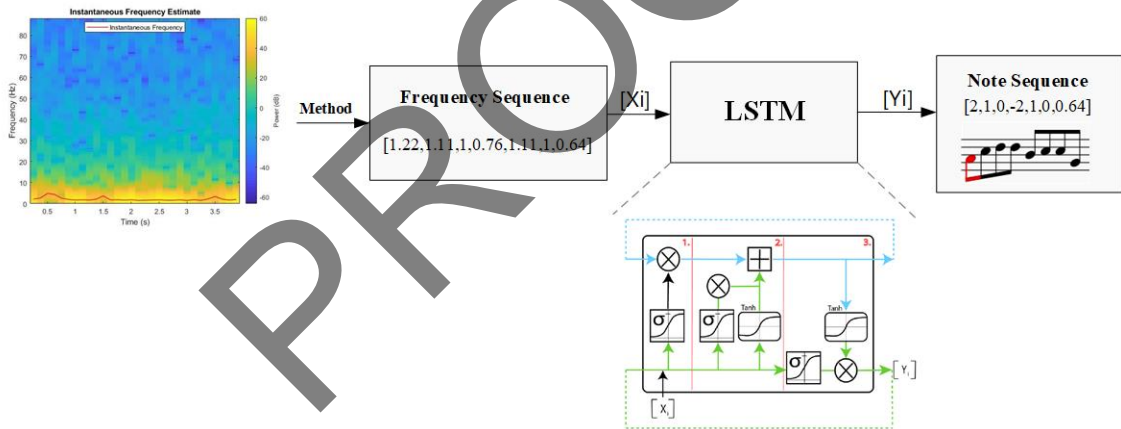 Instantaneous Frequency Estimate
Instantaneous Frequency
Frequency (Hz)
80
70
60
50
40
30
20
10
0
0.5 1 1.5 2 2.5 3 3.5
Time (s)
60
40
20
0
-20
-40
-60
Power (dB)
Method
Frequency Sequence
[1.22,1.11,1,0.76,1.11,1,0.64]
[Xi]
LSTM
[Yi]
Note Sequence
[2,1,0,-2,1,0,0.64]
1. 2. 3.
σ σ Tanh Tanh
σ
[Xi]
[Yi]
PROO